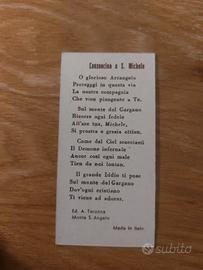 Canzoncina a S. Michele
O glorioso Arcangelo
Proteggi in questa via
La nostra compagnia
Che vien piangente a Te.
Sul monte del Gargano
Ricorre ogni fedele
All'ara tua, Michele,
Si prostra e grazia ottien.
Come dal Ciel scacciasti
Il Demone infernale
Ancor così ogni male
Tien da noi lontan.
Il grande Iddio ti pose
Sul monte del Gargano
Dov'ogni cristiano
Ti viene ad adorar.
Ed. A. Taronna
Monte S. Angelo
Made in Italy
subito